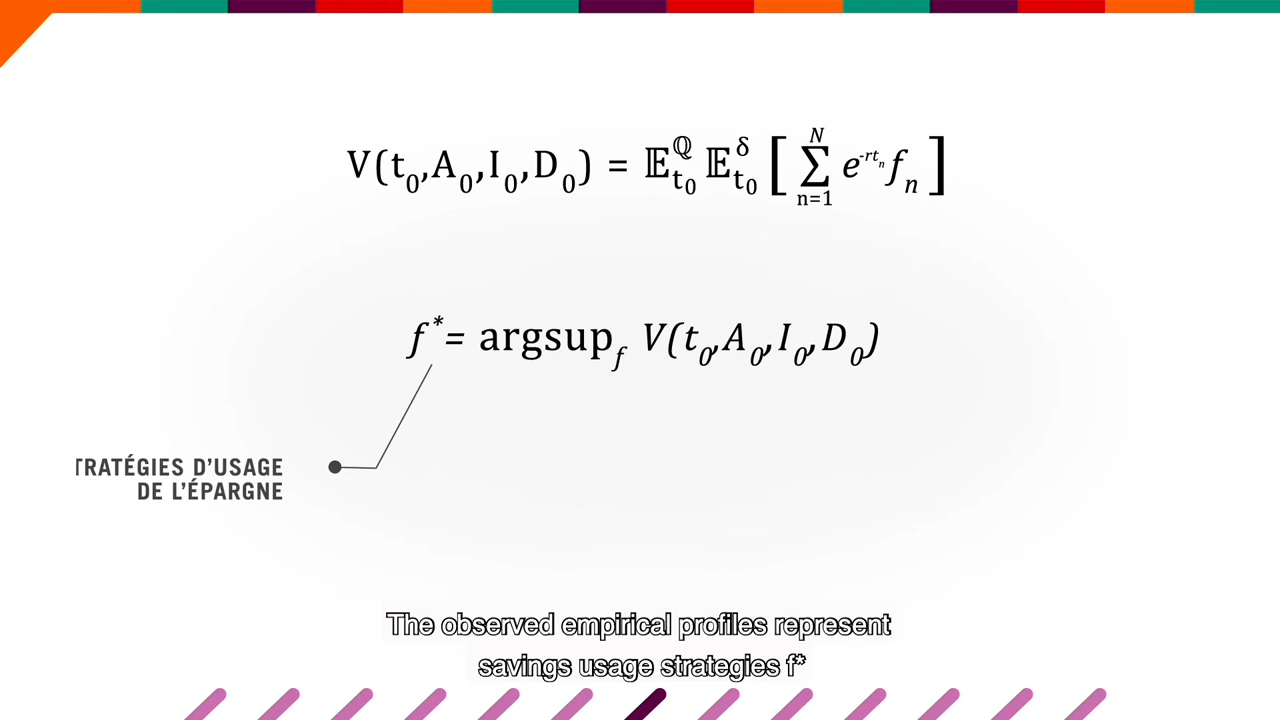 V(t₀,A₀,I₀,D₀) = 𝔼^ℚ_t₀ 𝔼^δ_t₀ [ ∑_{n=1}^{N} e^{-rt_n} f_n ]
f* = argsup_f V(t₀,A₀,I₀,D₀)
TRATÉGIES D’USAGE
DE L’ÉPARGNE
The observed empirical profiles represent
savings usage strategies f*